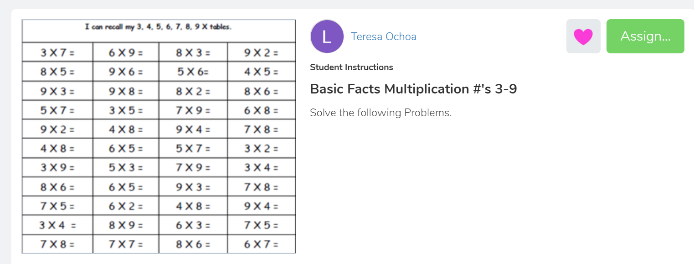 I can recall my 3, 4, 5, 6, 7, 8, 9 X tables.
3 X 7 = 6 X 9 = 8 X 3 = 9 X 2 =
8 X 5 = 9 X 6 = 5 X 6= 4 X 5 =
9 X 3 = 9 X 8 = 8 X 2 = 8 X 6 =
5 X 7 = 3 X 5 = 7 X 9 = 6 X 8 =
9 X 2 = 4 X 8 = 9 X 4 = 7 X 8 =
4 X 8 = 6 X 5 = 5 X 7 = 3 X 2 =
3 X 9 = 5 X 3 = 7 X 9 = 3 X 4 =
8 X 6 = 6 X 5 = 9 X 3 = 7 X 8 =
7 X 5 = 6 X 2 = 4 X 8 = 9 X 4 =
3 X 4 = 8 X 9 = 6 X 3 = 7 X 5 =
7 X 8 = 7 X 7 = 8 X 6 = 6 X 7 =
L
Teresa Ochoa
Assign...
Student Instructions
Basic Facts Multiplication #'s 3-9
Solve the following Problems.